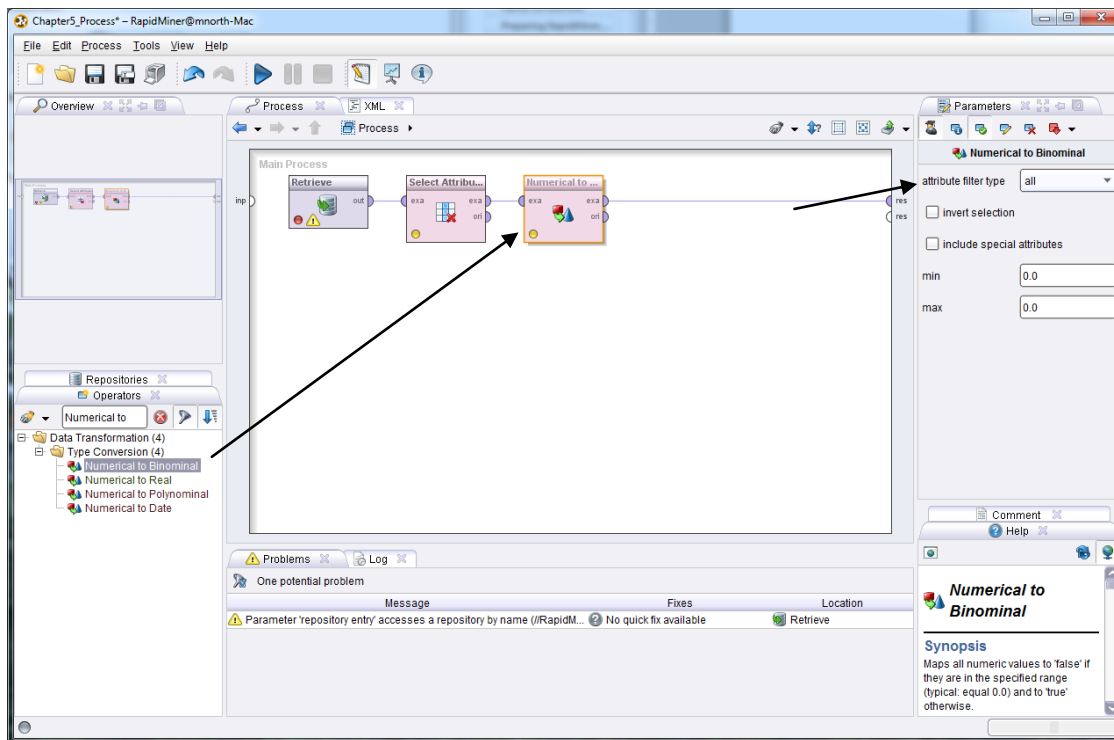 Chapter5_Process* – RapidMiner@mnorth-Mac
File Edit Process Tools View Help
Overview
Process
XML
Parameters
Process
Numerical to Binominal
Main Process
Retrieve
Select Attribu...
Numerical to ...
inp
out
exa
exa
ori
exa
exa
ori
res
res
attribute filter type
all
invert selection
include special attributes
min
0.0
max
0.0
Repositories
Operators
Numerical to
Data Transformation (4)
Type Conversion (4)
Numerical to Binominal
Numerical to Real
Numerical to Polynominal
Numerical to Date
Problems
Log
One potential problem
Message Fixes Location
Parameter 'repository entry' accesses a repository by name (//RapidM... No quick fix available Retrieve
Comment
Help
Numerical to
Binominal
Synopsis
Maps all numeric values to 'false' if
they are in the specified range
(typical: equal 0.0) and to 'true'
otherwise.